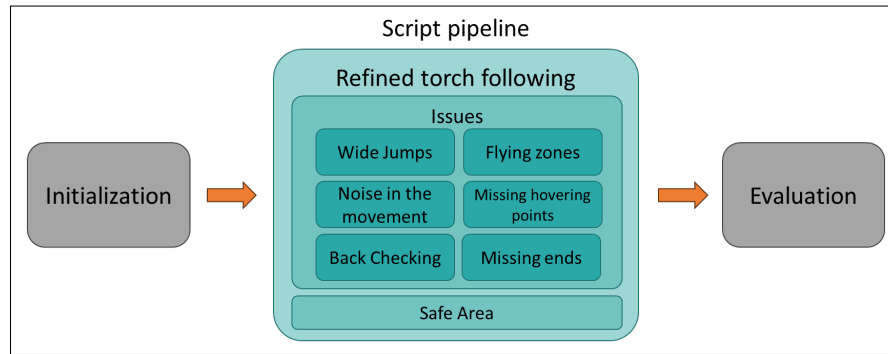 Script pipeline
Initialization
Refined torch following
Issues
Wide Jumps
Flying zones
Noise in the
movement
Missing hovering
points
Back Checking
Missing ends
Safe Area
Evaluation